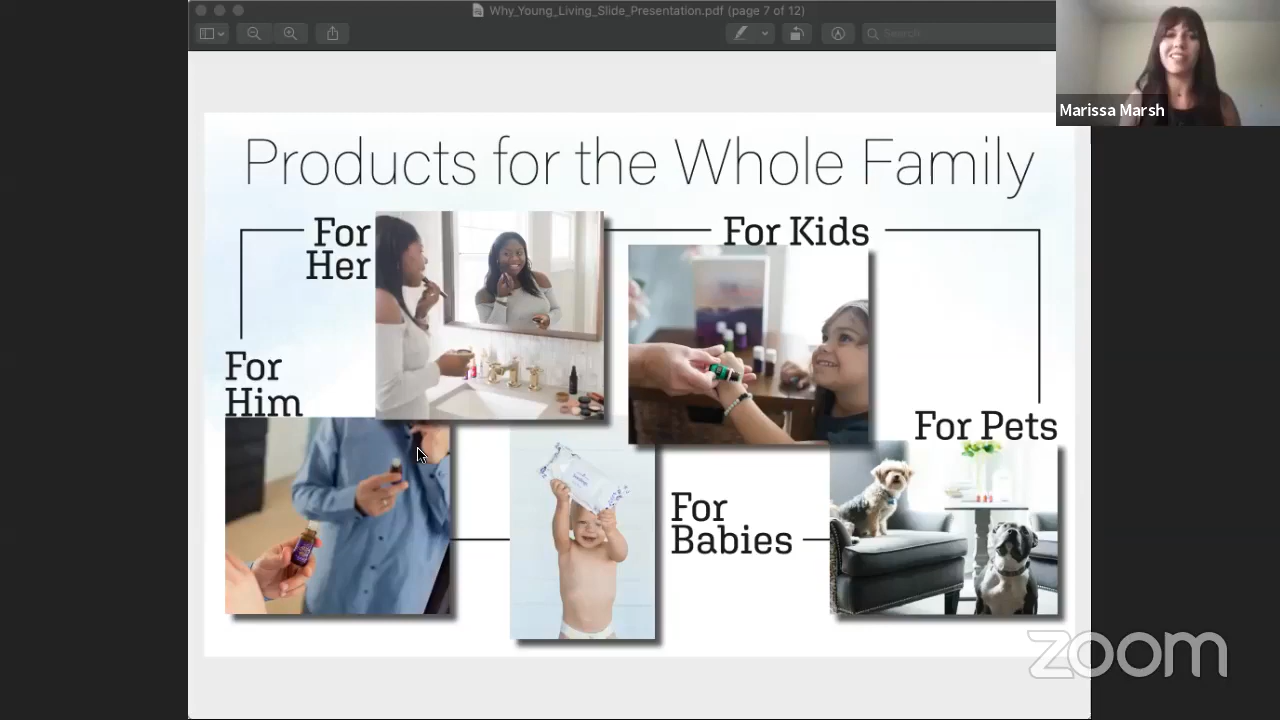 Why_Young_Living_Slide_Presentation.pdf (page 7 of 12)
Search
Marissa Marsh
Products for the Whole Family
For
Her
For Kids
For
Him
For Pets
For
Babies
zoom